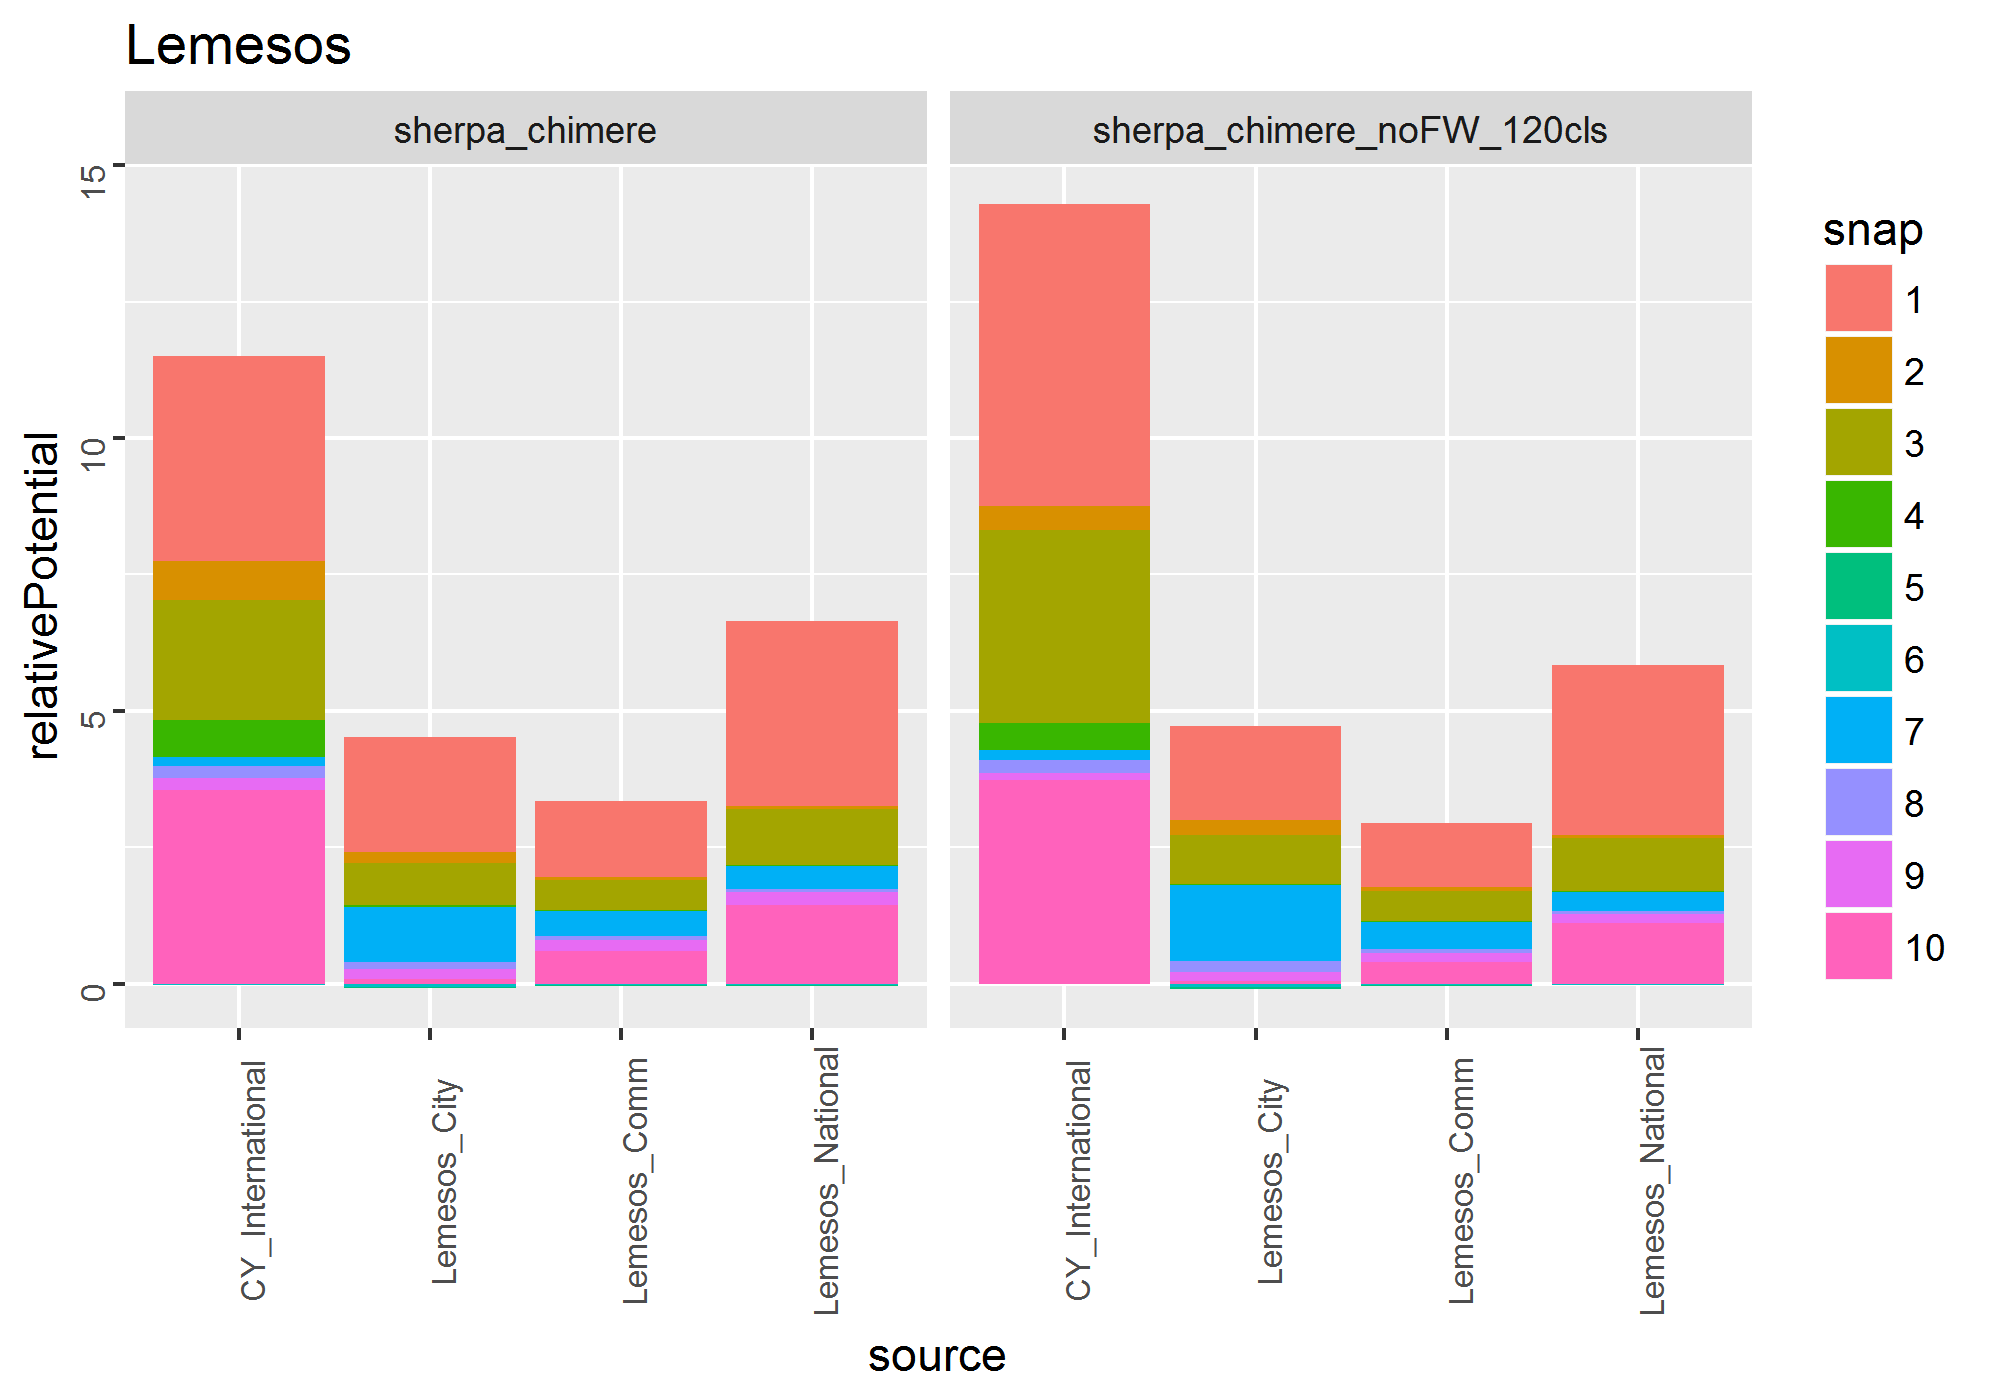 Lemesos
sherpa_chimere
sherpa_chimere_noFW_120cls
relativePotential
15
10
5
0
CY_International
Lemesos_City
Lemesos_Comm
Lemesos_National
CY_International
Lemesos_City
Lemesos_Comm
Lemesos_National
source
snap
1
2
3
4
5
6
7
8
9
10